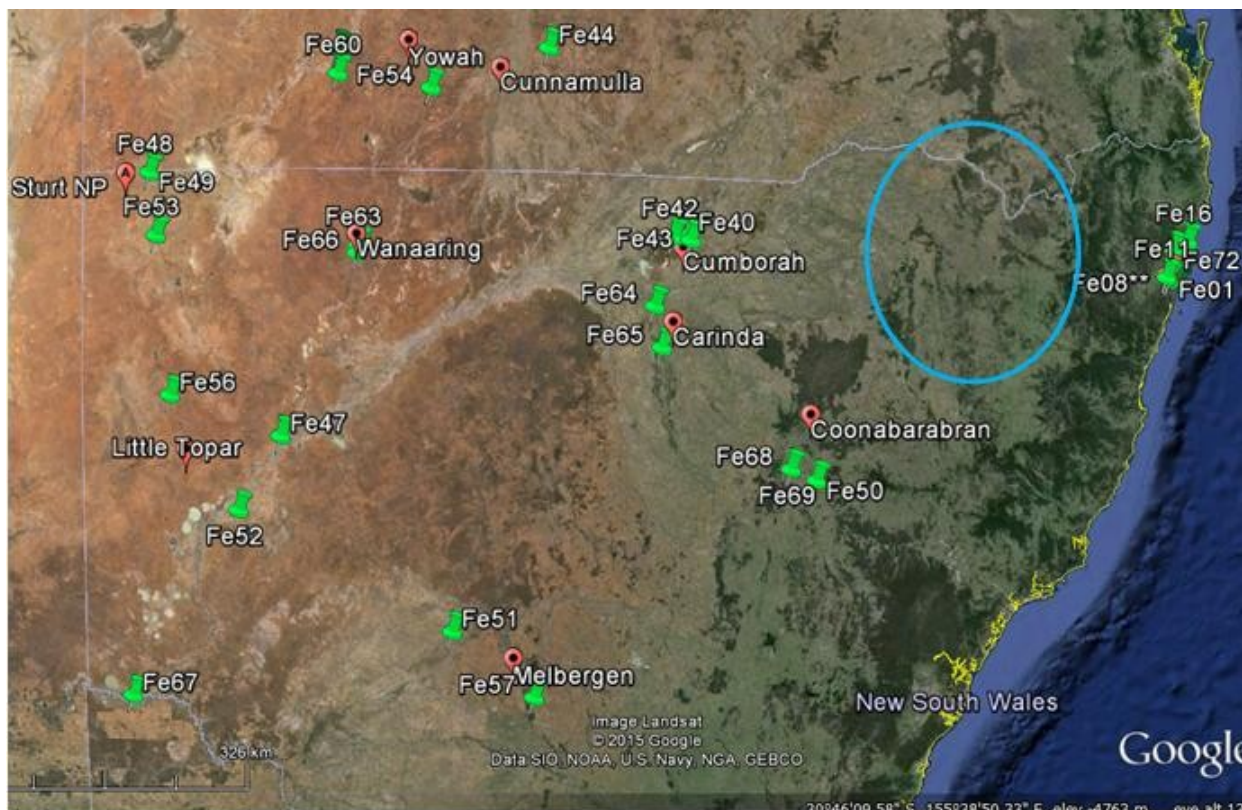 Fe60
Yowah
Fe44
Fe54
Cunnamulla
Fe48
Sturt NP
A
Fe49
Fe53
Fe63
Fe66
Wanaaring
Fe42
Fe40
Fe43
Cumborah
Fe16
Fe11
Fe72
Fe08**
Fe01
Fe64
Fe65
Carinda
Fe56
Fe47
Little Topar
Coonabarabran
Fe68
Fe69
Fe50
Fe52
Fe51
Fe57
Melbergen
Fe67
New South Wales
326 km
Image Landsat
© 2015 Google
Data SIO, NOAA, U.S. Navy, NGA, GEBCO
Google